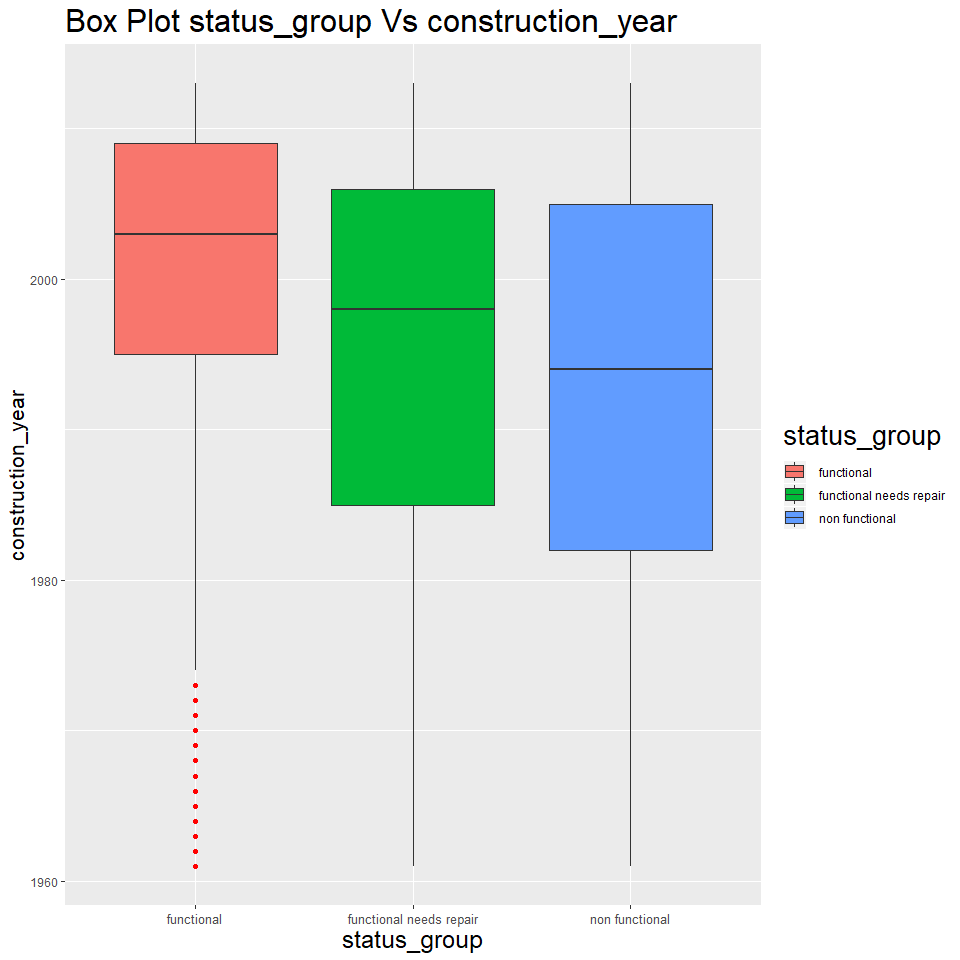 Box Plot status_group Vs construction_year
construction_year
2000
1980
1960
functional
functional needs repair
non functional
status_group
status_group
functional
functional needs repair
non functional